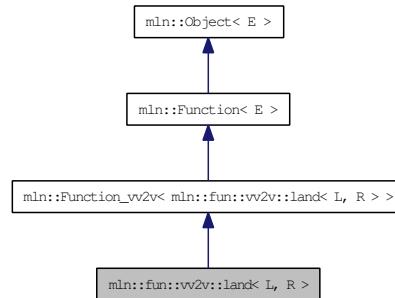 mln::Object< E >
mln::Function< E >
mln::Function_vv2v< mln::fun::vv2v::land< L, R > >
mln::fun::vv2v::land< L, R >